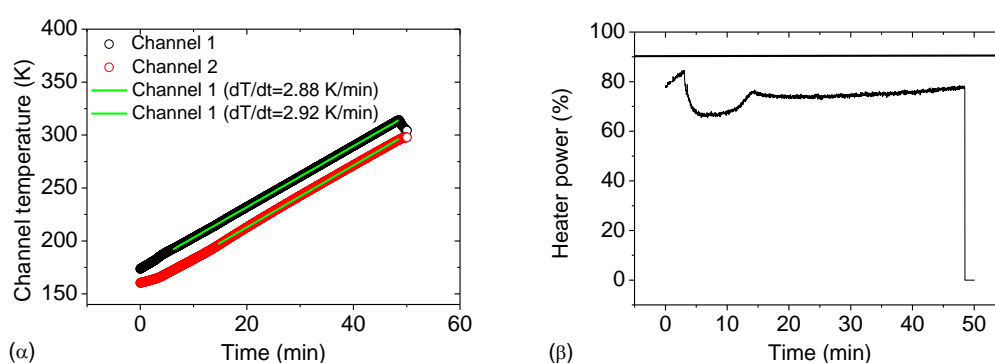 400
350
300
250
200
150
Channel temperature (K)
Channel 1
Channel 2
Channel 1 (dT/dt=2.88 K/min)
Channel 1 (dT/dt=2.92 K/min)
0 20 40 60
Time (min)
(α)
100
80
60
40
20
0
Heater power (%)
0 10 20 30 40 50
Time (min)
(β)